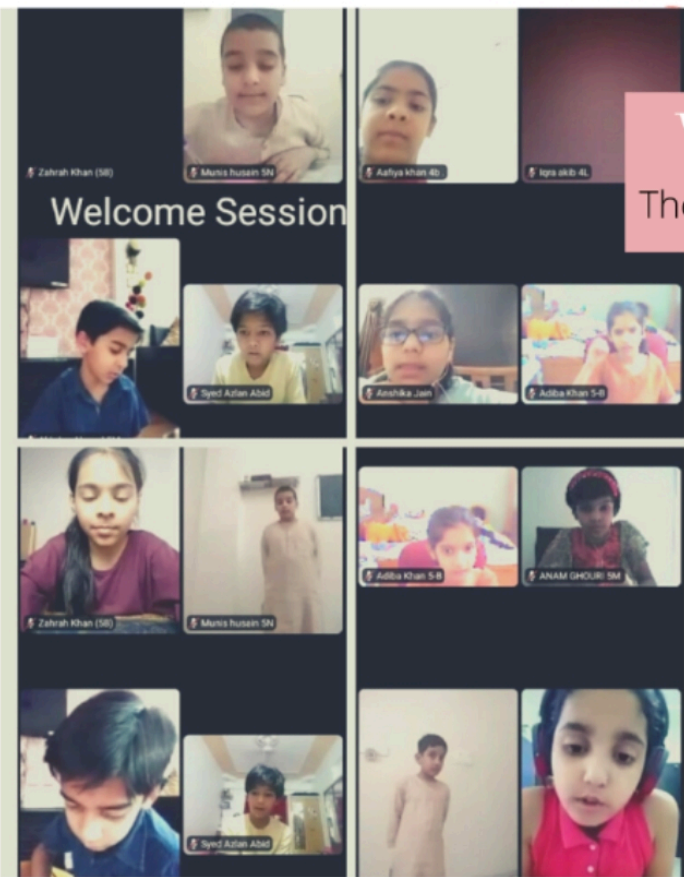 Zahrah Khan (5B)
Munis husain 5N
Aafiya khan 4b
Iqra akib 4L
Welcome Session
The
Syed Azlan Abid
Anshika Jain
Adiba Khan 5-B
Zahrah Khan (5B)
Munis husain 5N
Adiba Khan 5-B
ANAM GHOURI 5M
Syed Azlan Abid